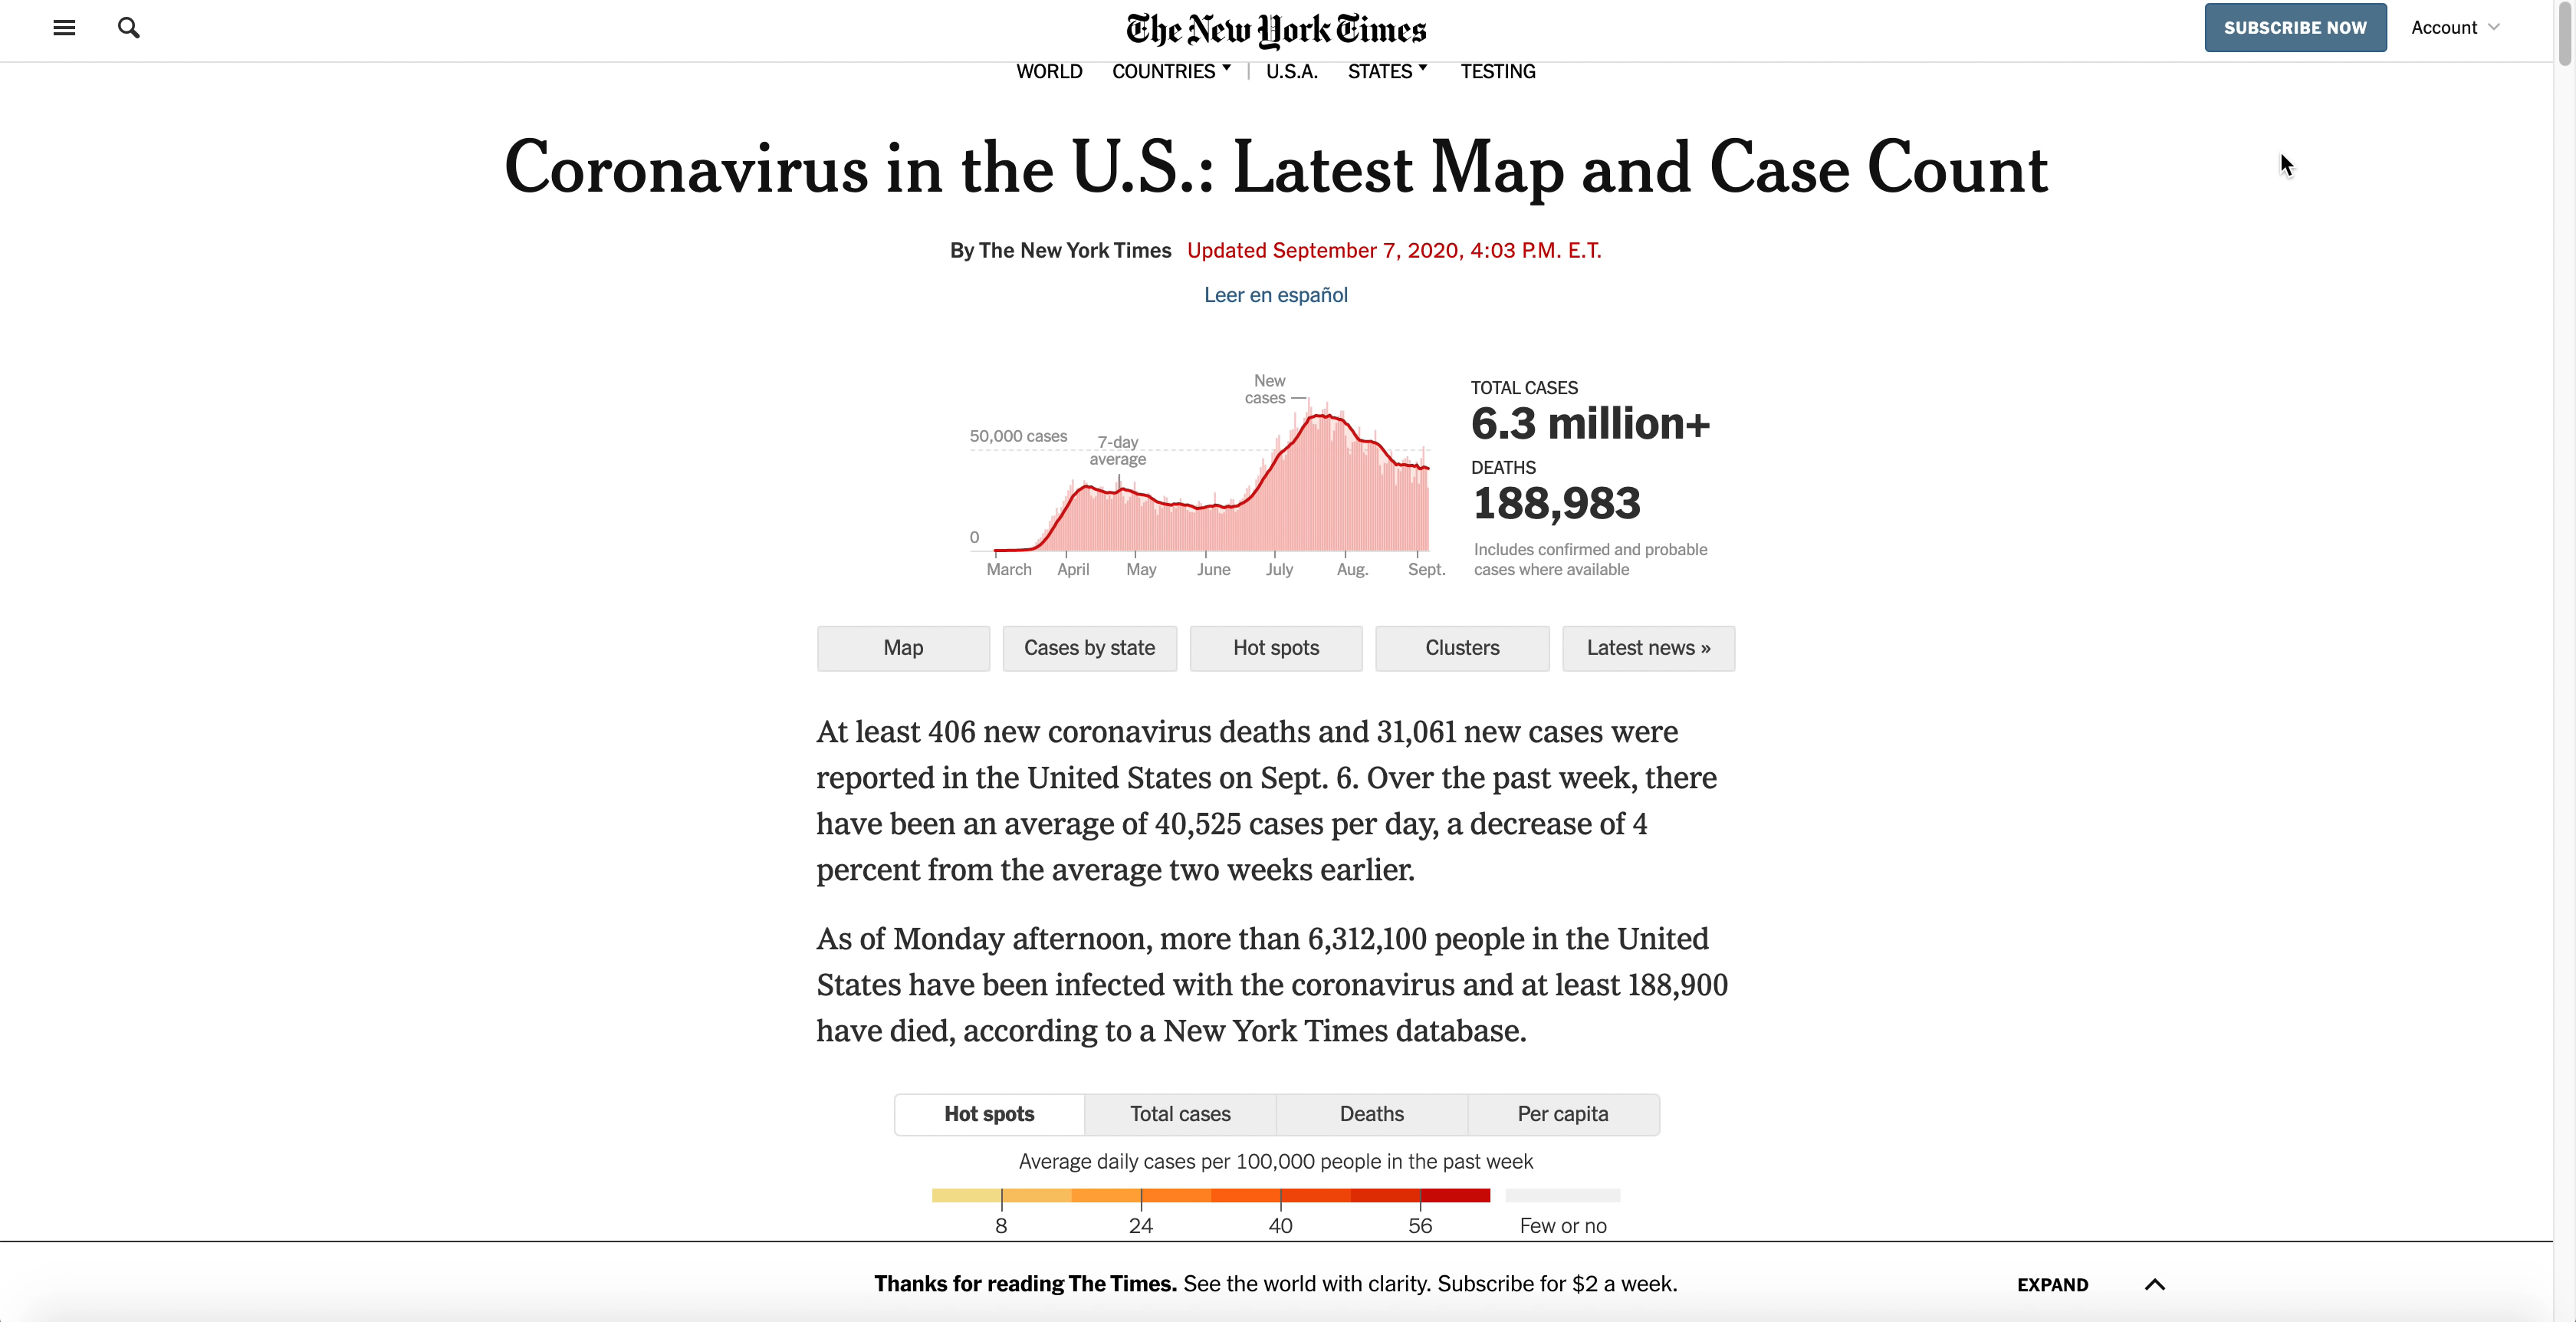 The New York Times
SUBSCRIBE NOW
Account
WORLD COUNTRIES U.S.A. STATES TESTING
Coronavirus in the U.S.: Latest Map and Case Count
By The New York Times Updated September 7, 2020, 4:03 P.M. E.T.
Leer en español
New
cases
50,000 cases
7-day
average
0
March April May June July Aug. Sept.
TOTAL CASES
6.3 million+
DEATHS
188,983
Includes confirmed and probable
cases where available
Map Cases by state Hot spots Clusters Latest news »
At least 406 new coronavirus deaths and 31,061 new cases were
reported in the United States on Sept. 6. Over the past week, there
have been an average of 40,525 cases per day, a decrease of 4
percent from the average two weeks earlier.
As of Monday afternoon, more than 6,312,100 people in the United
States have been infected with the coronavirus and at least 188,900
have died, according to a New York Times database.
Hot spots Total cases Deaths Per capita
Average daily cases per 100,000 people in the past week
8 24 40 56 Few or no
Thanks for reading The Times. See the world with clarity. Subscribe for $2 a week.
EXPAND